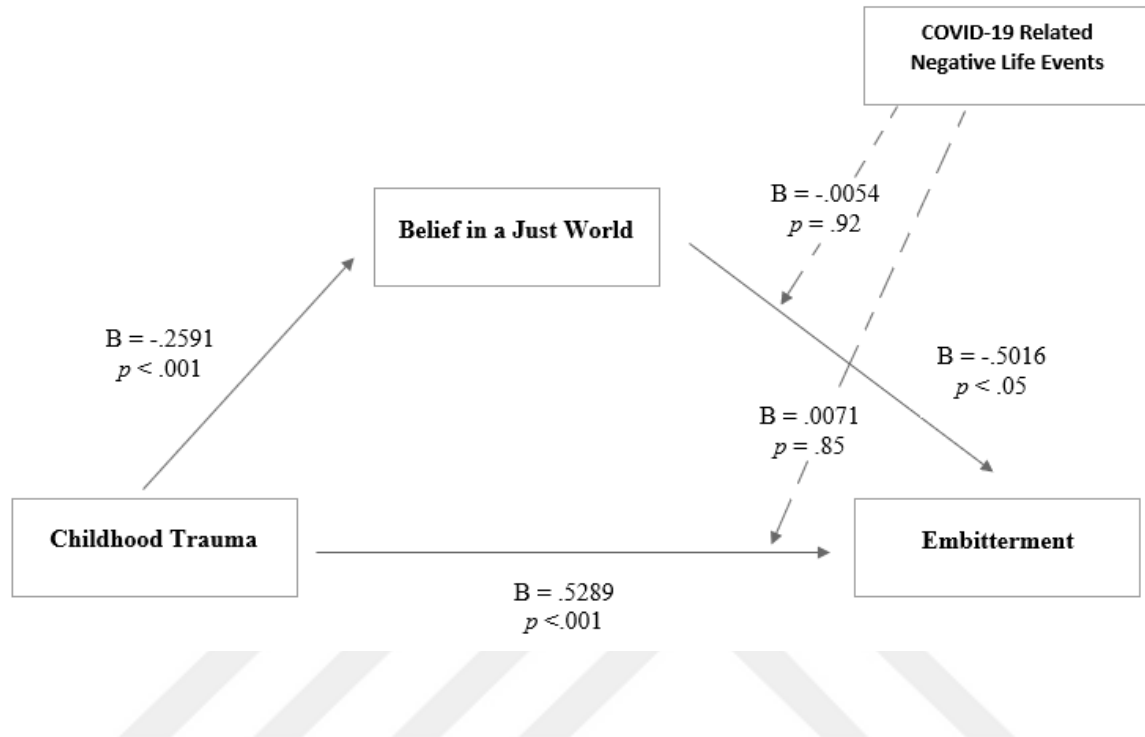 COVID-19 Related
Negative Life Events
B = -.0054
p = .92
Belief in a Just World
B = -.2591
p < .001
B = -.5016
p < .05
B = .0071
p = .85
Childhood Trauma
Embitterment
B = .5289
p <.001